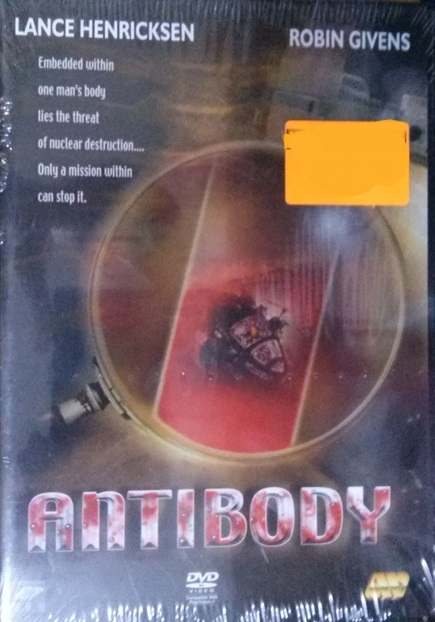 LANCE HENRICKSEN
ROBIN GIVENS
Embedded within
one man's body
lies the threat
of nuclear destruction....
Only a mission within
can stop it.
ANTIBODY
DVD
VIDEO